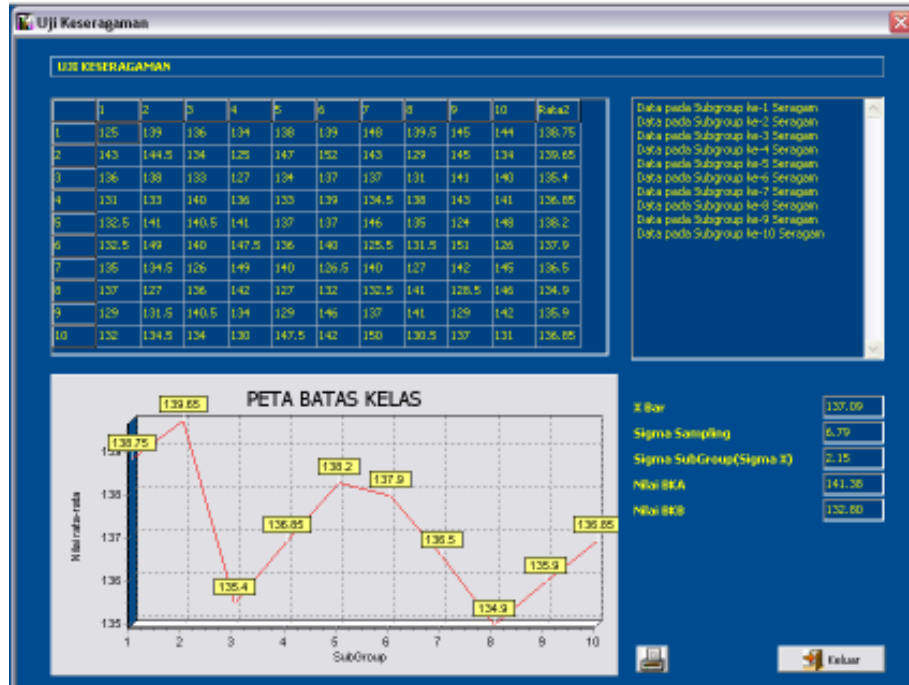 Uji Keseragaman
UJI KESERAGAMAN
1 2 3 4 5 6 7 8 9 10 Rata2
1 125 139 136 134 138 139 148 139.5 145 144 138.75
2 143 144.5 134 125 147 152 143 129 145 134 139.65
3 136 138 133 127 134 137 137 131 141 140 135.4
4 131 133 140 136 133 139 134.5 138 143 141 136.85
5 132.5 141 140.5 141 137 137 146 135 124 148 138.2
6 132.5 149 140 147.5 136 140 125.5 131.5 151 126 137.9
7 135 134.5 126 149 140 126.5 140 127 142 145 136.5
8 137 127 136 142 127 132 132.5 141 128.5 146 134.9
9 129 131.5 140.5 134 129 146 137 141 129 142 135.9
10 132 134.5 134 130 147.5 142 150 130.5 137 131 136.85
Data pada Subgroup ke-1 Seragam
Data pada Subgroup ke-2 Seragam
Data pada Subgroup ke-3 Seragam
Data pada Subgroup ke-4 Seragam
Data pada Subgroup ke-5 Seragam
Data pada Subgroup ke-6 Seragam
Data pada Subgroup ke-7 Seragam
Data pada Subgroup ke-8 Seragam
Data pada Subgroup ke-9 Seragam
Data pada Subgroup ke-10 Seragam
PETA BATAS KELAS
139.65
138.75
138.2
137.9
136.85
136.5
136.85
135.4
135.9
134.9
139
138
137
136
135
Nilai rata-rata
1 2 3 4 5 6 7 8 9 10
SubGroup
X Bar 137.09
Sigma Sampling 6.79
Sigma SubGroup(Sigma X) 2.15
Nilai BKA 141.38
Nilai BKB 132.80
Keluar